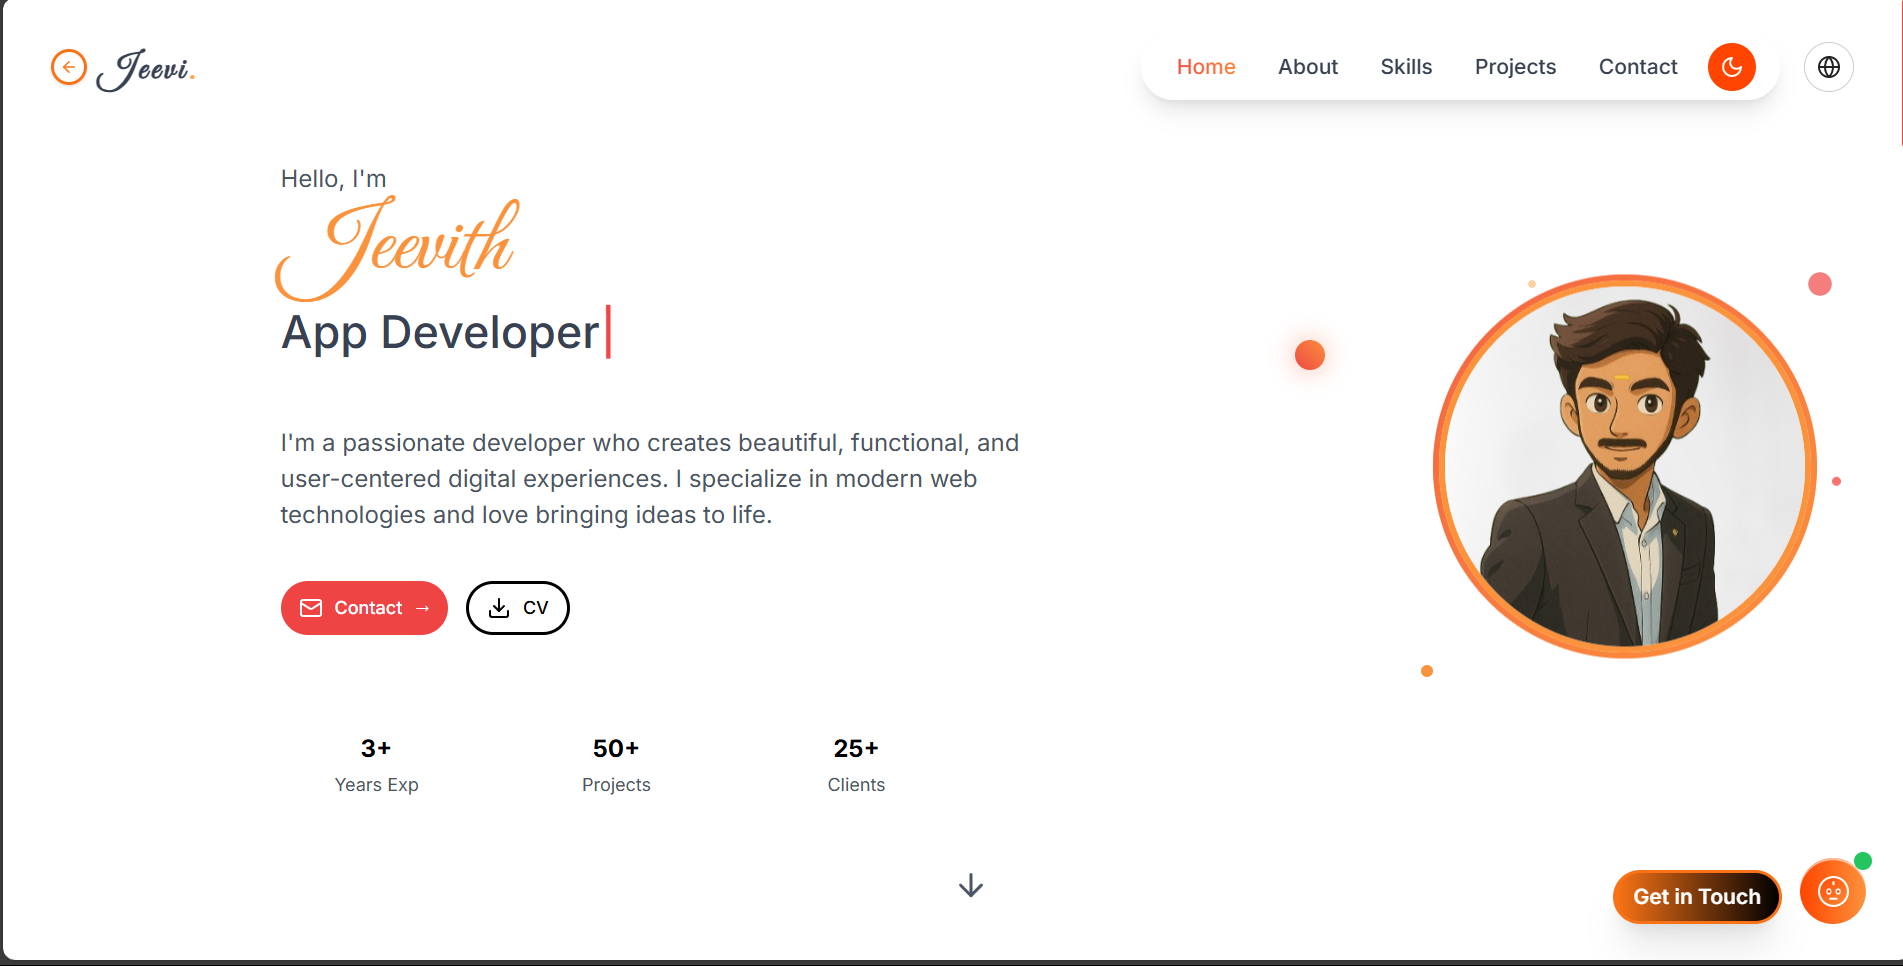 Jeevi.
Home About Skills Projects Contact
Hello, I'm
Jeevith
App Developer
I'm a passionate developer who creates beautiful, functional, and
user-centered digital experiences. I specialize in modern web
technologies and love bringing ideas to life.
Contact →
CV
3+
Years Exp
50+
Projects
25+
Clients
Get in Touch